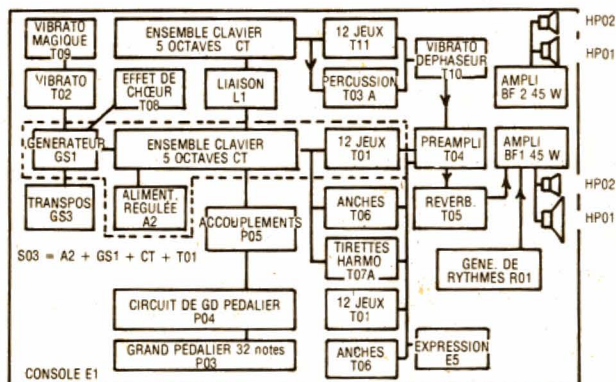 VIBRATO
MAGIQUE
T09
ENSEMBLE CLAVIER
5 OCTAVES CT
12 JEUX
T11
VIBRATO
DEPHASEUR
T10
HP02
HP01
VIBRATO
T02
EFFET DE
CHŒUR
T08
LIAISON
L1
PERCUSSION
T03 A
AMPLI
BF 2 45 W
GENERATEUR
GS1
ENSEMBLE CLAVIER
5 OCTAVES CT
12 JEUX
T01
PREAMPLI
T04
AMPLI
BF1 45 W
TRANSPOS
GS3
ALIMENT.
RÉGULÉE
A2
ACCOUPLEMENTS
P05
ANCHES
T06
REVERB.
T05
HP02
HP01
S03 = A2 + GS1 + CT + T01
TIRETTES
HARMO
T07A
GÉNE. DE
RYTHMES R01
CIRCUIT DE GD PEDALIER
P04
12 JEUX
T01
GRAND PEDALIER 32 notes
P03
ANCHES
T06
EXPRESSION
E5
CONSOLE E1